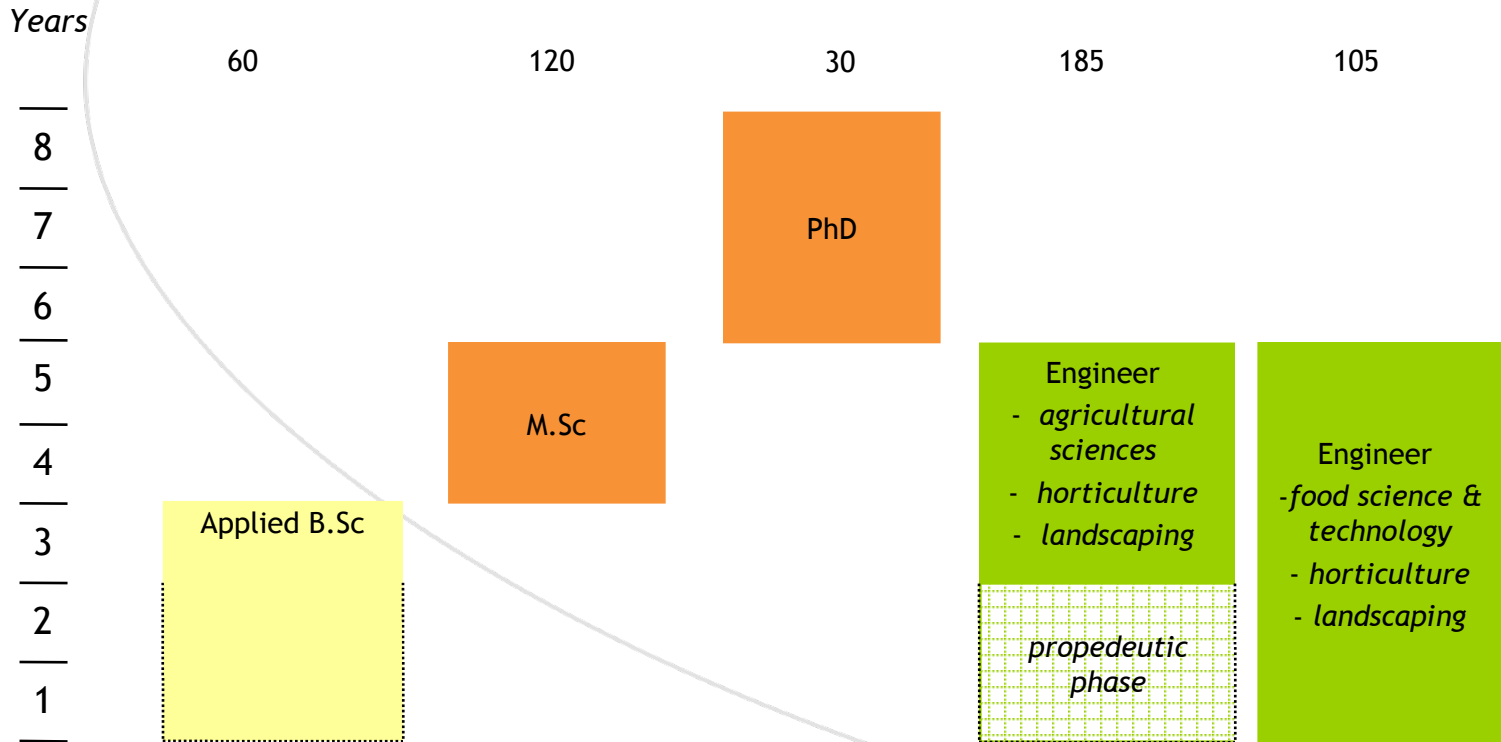 Years
60
120
30
185
105
8
7
6
5
4
3
2
1
Applied B.Sc
M.Sc
PhD
Engineer
- agricultural
sciences
- horticulture
- landscaping
propedeutic
phase
Engineer
-food science &
technology
- horticulture
- landscaping